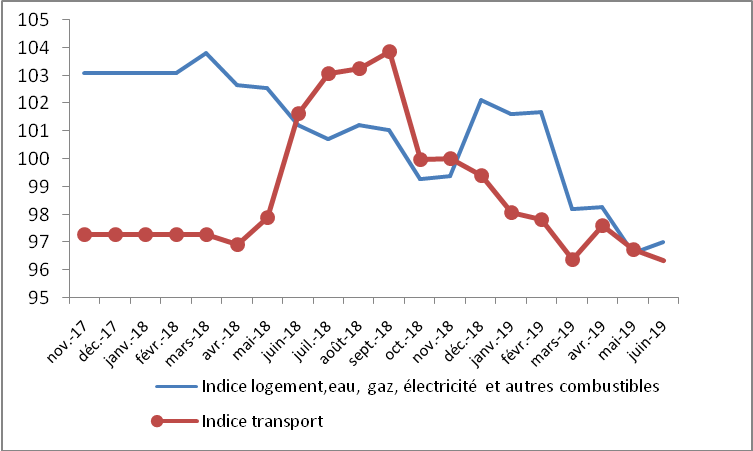 105
104
103
102
101
100
99
98
97
96
95
nov.-17
déc.-17
janv.-18
févr.-18
mars-18
avr.-18
mai-18
juin-18
juil.-18
août-18
sept.-18
oct.-18
nov.-18
déc.-18
janv.-19
févr.-19
mars-19
avr.-19
mai-19
juin-19
Indice logement,eau, gaz, électricité et autres combustibles
Indice transport